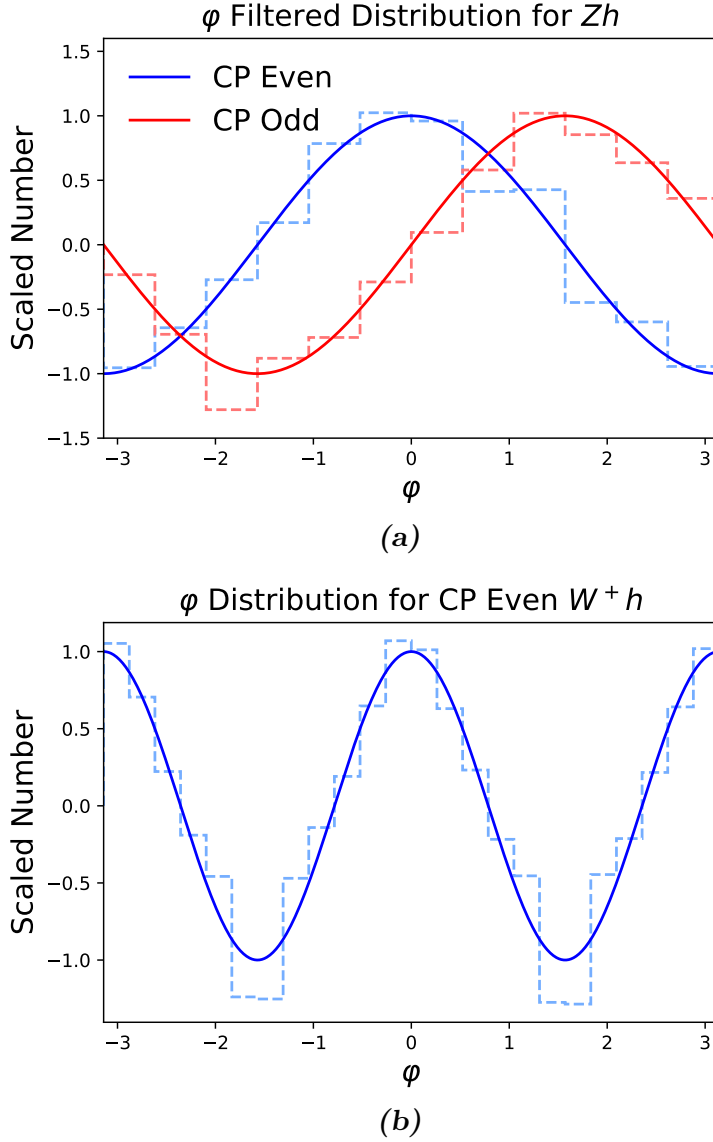 φ Filtered Distribution for Zh
CP Even
CP Odd
Scaled Number
1.5
1.0
0.5
0.0
−0.5
−1.0
−1.5
−3 −2 −1 0 1 2 3
φ
(a)
φ Distribution for CP Even W⁺h
Scaled Number
1.0
0.5
0.0
−0.5
−1.0
−3 −2 −1 0 1 2 3
φ
(b)